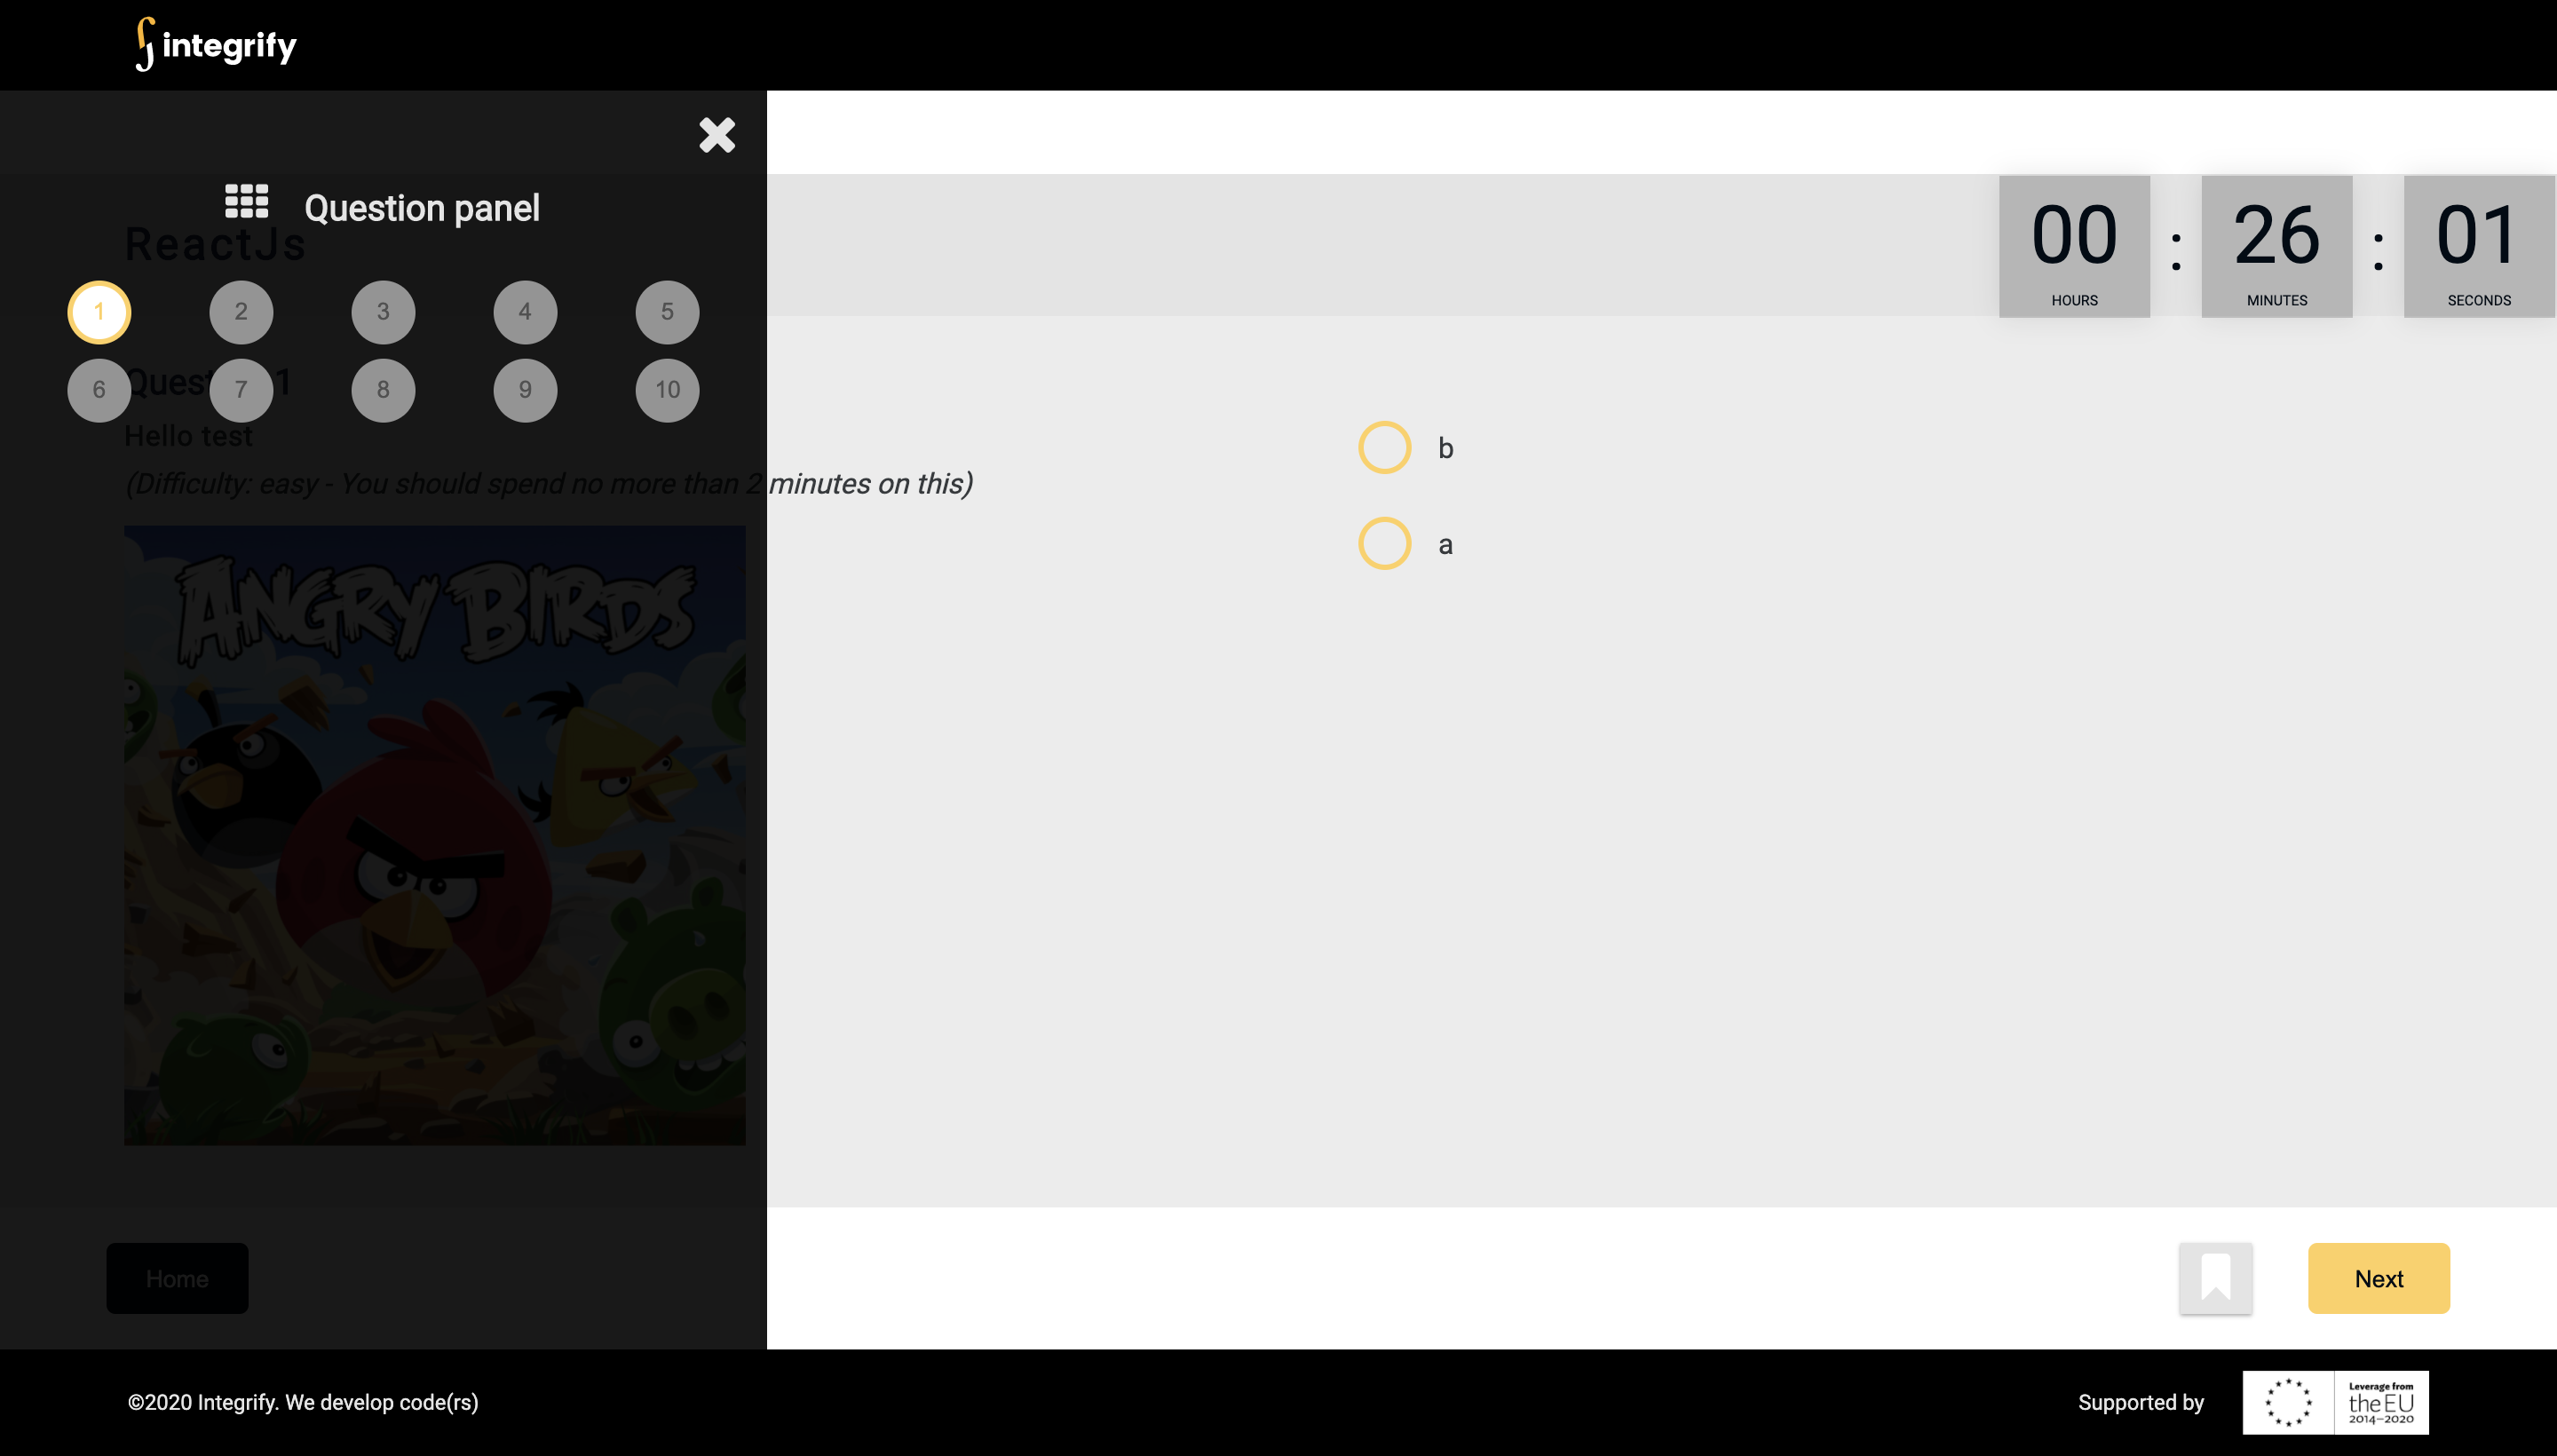 integrify
Question panel
ReactJs
00 : 26 : 01
HOURS MINUTES SECONDS
1 2 3 4 5
6 7 8 9 10
1
Hello test
(Difficulty: easy - You should spend no more than 2 minutes on this)
b
a
ANGRY BIRDS
Home
Next
©2020 Integrify. We develop code(rs)
Supported by
Leverage from
the EU
2014–2020